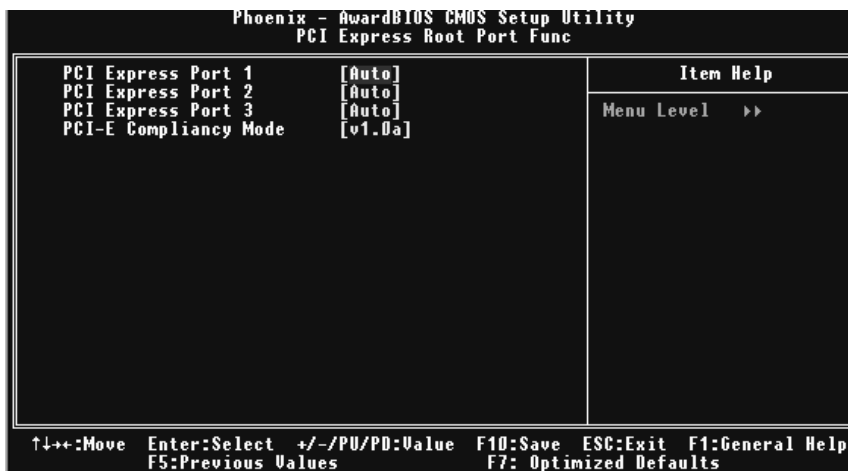 Phoenix - AwardBIOS CMOS Setup Utility
PCI Express Root Port Func
PCI Express Port 1 [Auto]
PCI Express Port 2 [Auto]
PCI Express Port 3 [Auto]
PCI-E Compliancy Mode [v1.0a]
Item Help
Menu Level ▸▸
↑↓→←:Move Enter:Select +/-/PU/PD:Value F10:Save ESC:Exit F1:General Help
F5:Previous Values F7: Optimized Defaults